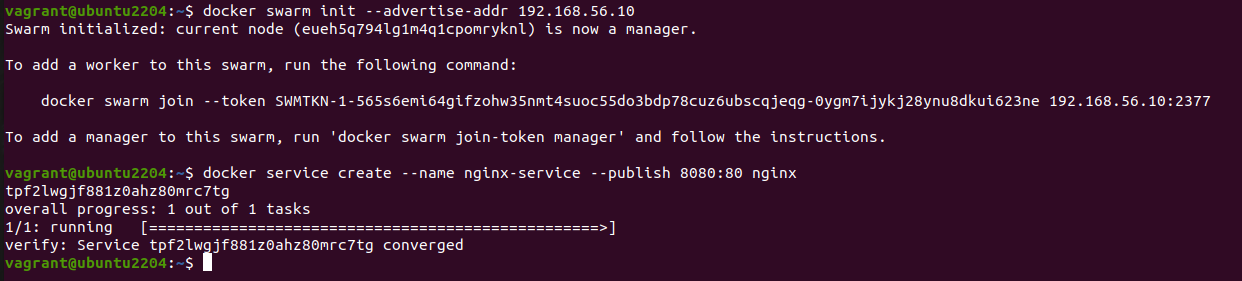 vagrant@ubuntu2204:~$ docker swarm init --advertise-addr 192.168.56.10
Swarm initialized: current node (eueh5q794lg1m4q1cpomryknl) is now a manager.
To add a worker to this swarm, run the following command:
docker swarm join --token SWMTKN-1-565s6emi64gifzohw35nmt4suoc55do3bdp78cuz6ubscqjeqg-0ygm7ijykj28ynu8dkui623ne 192.168.56.10:2377
To add a manager to this swarm, run 'docker swarm join-token manager' and follow the instructions.
vagrant@ubuntu2204:~$ docker service create --name nginx-service --publish 8080:80 nginx
tpf2lwgjf881z0ahz80mrc7tg
overall progress: 1 out of 1 tasks
1/1: running   [==================================================>]
verify: Service tpf2lwgjf881z0ahz80mrc7tg converged
vagrant@ubuntu2204:~$